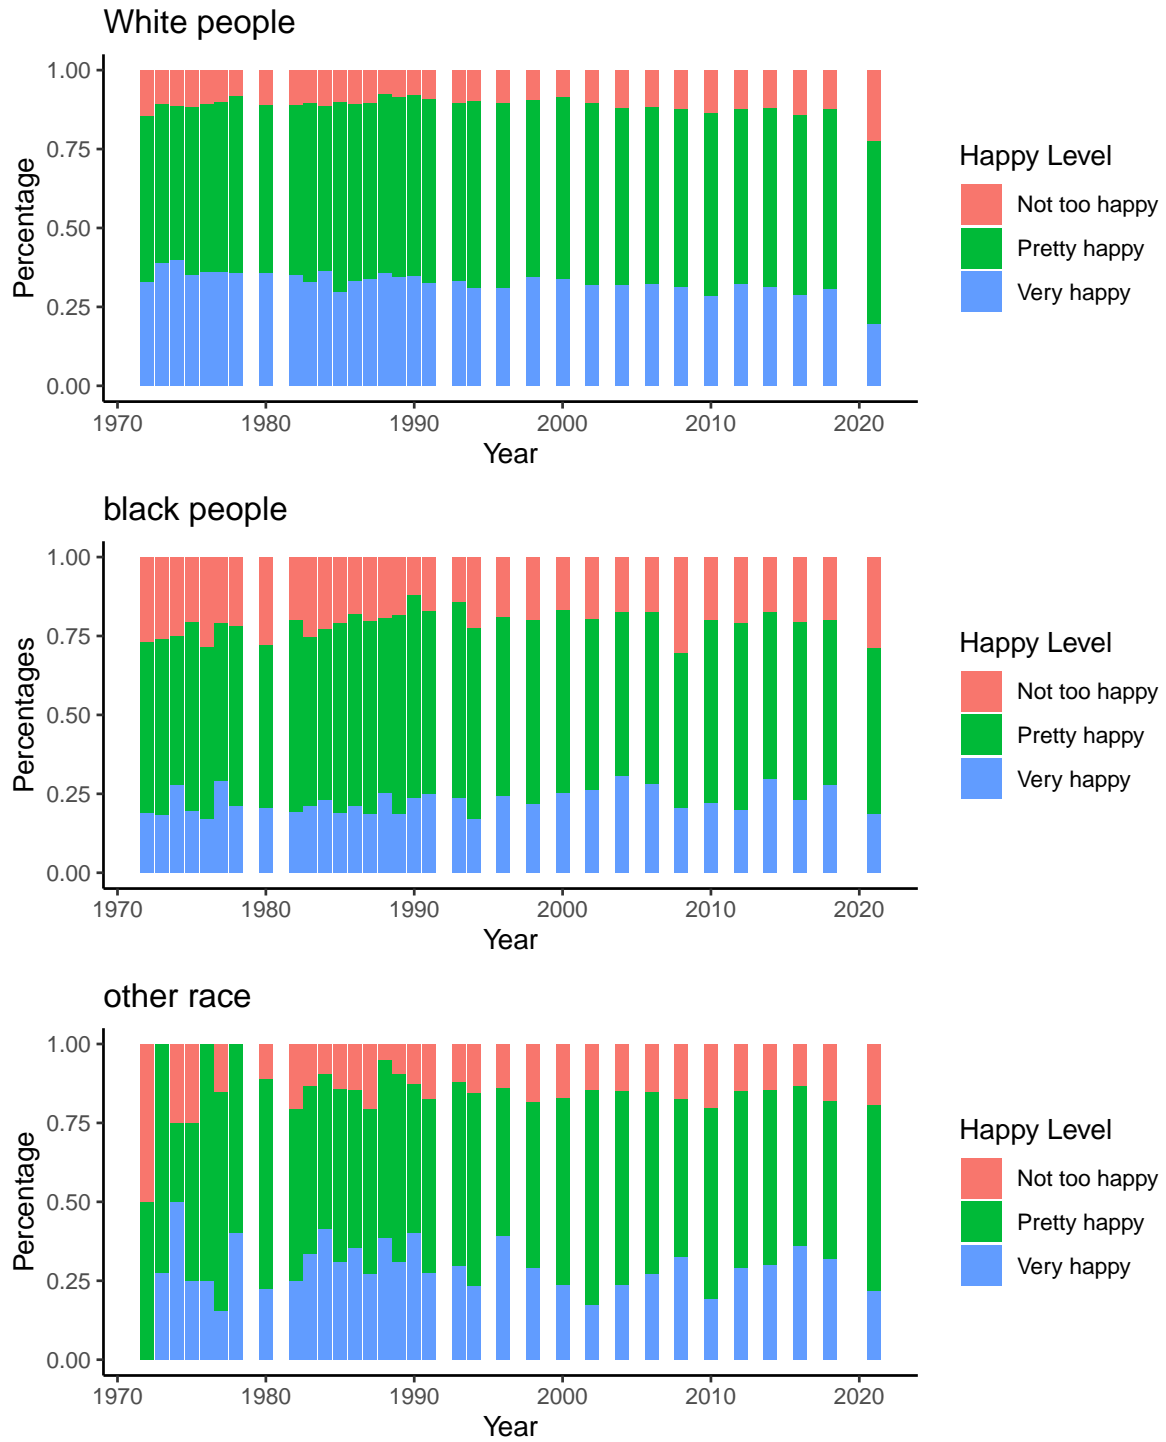 White people
1.00
0.75
0.50
0.25
0.00
Percentage
1970 1980 1990 2000 2010 2020
Year
Happy Level
Not too happy
Pretty happy
Very happy
black people
1.00
0.75
0.50
0.25
0.00
Percentages
1970 1980 1990 2000 2010 2020
Year
Happy Level
Not too happy
Pretty happy
Very happy
other race
1.00
0.75
0.50
0.25
0.00
Percentage
1970 1980 1990 2000 2010 2020
Year
Happy Level
Not too happy
Pretty happy
Very happy